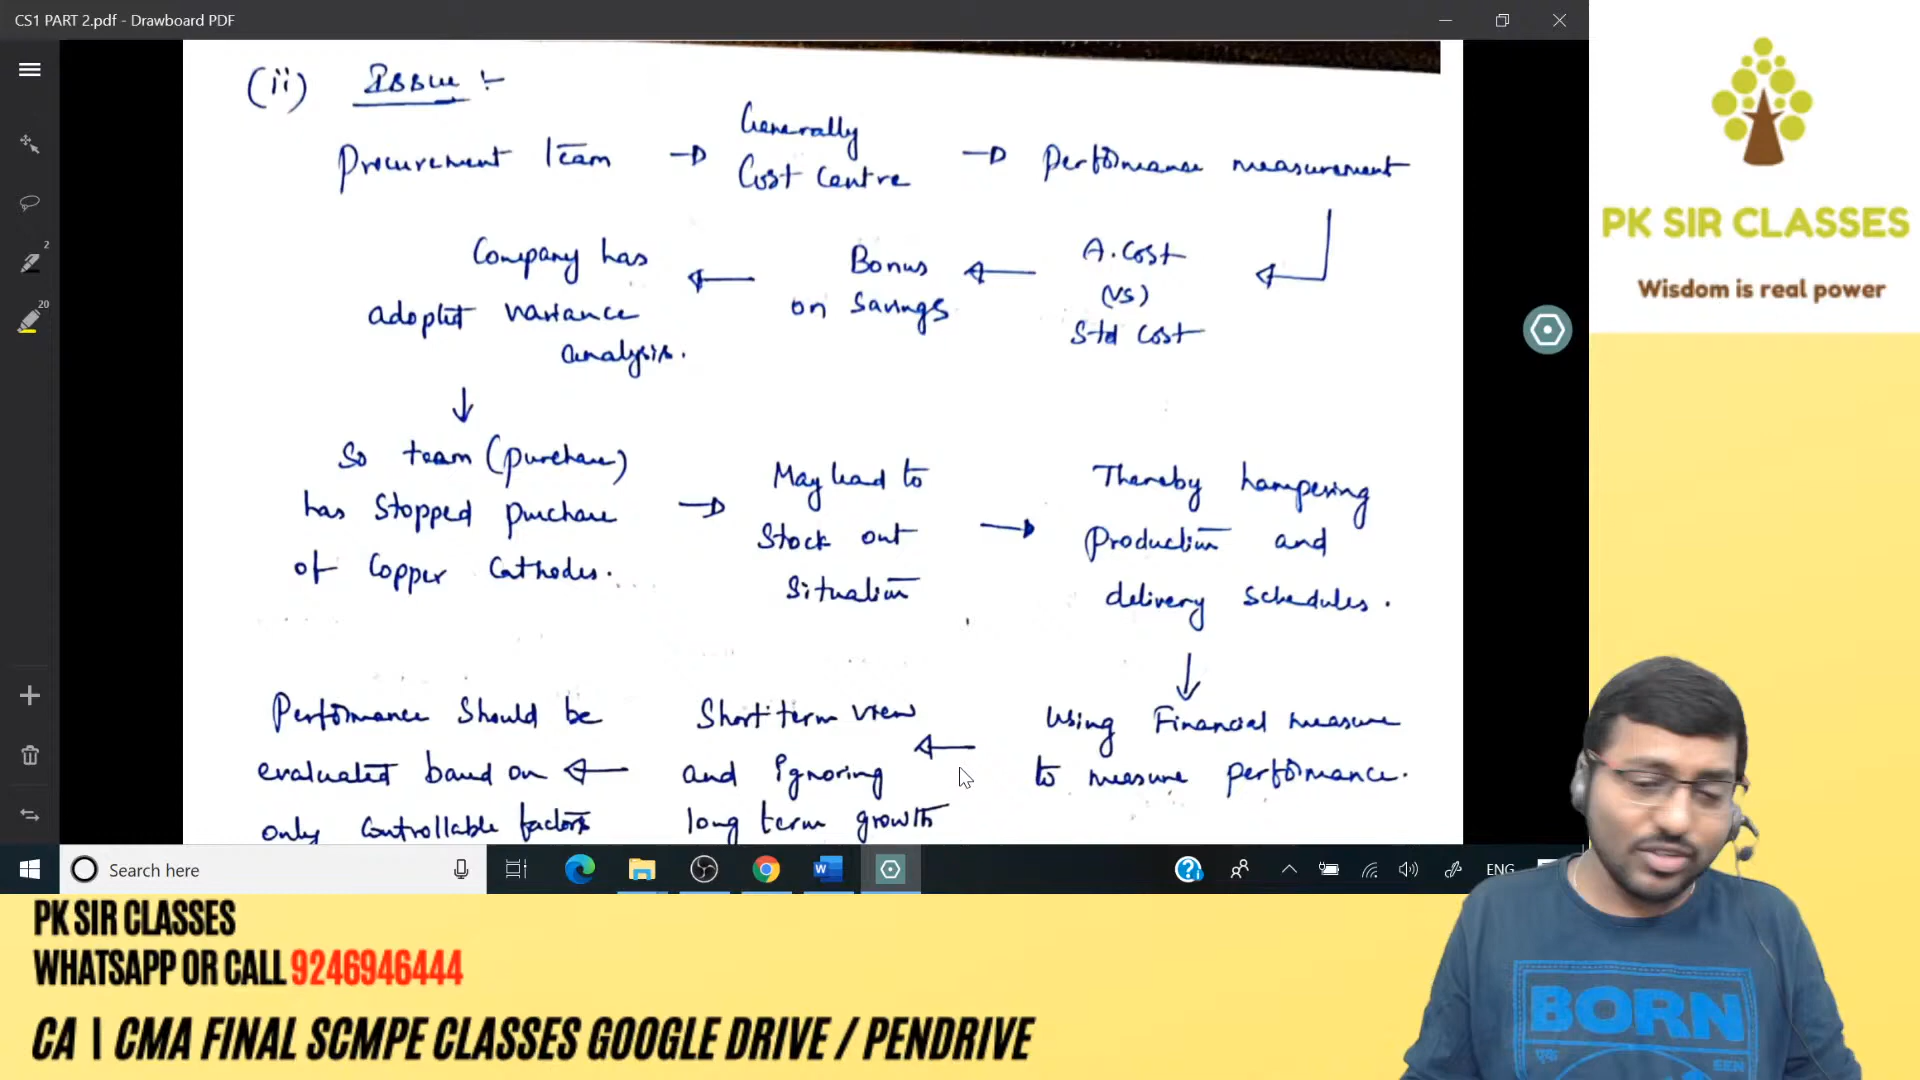 CS1 PART 2.pdf - Drawboard PDF
(ii) Issue :-
Procurement Team → Generally Cost Centre → Performance measurement
A. Cost
(vs)
Std Cost
Bonus
on Savings
Company has
adoptet variance
analysis.
So team (purchase)
has stopped purchase
of Copper Cathodes.
May lead to
Stock out
Situation
Thereby hampering
Production and
delivery schedules.
Using Financial measure
to measure performance.
Short term view
and Ignoring
long term growth
Performance Should be
evaluated based on
only Controllable factors
2
20
Search here
ENG
PK SIR CLASSES
Wisdom is real power
PK SIR CLASSES
WHATSAPP OR CALL 9246946444
CA \ CMA FINAL SCMPE CLASSES GOOGLE DRIVE / PENDRIVE
BORN